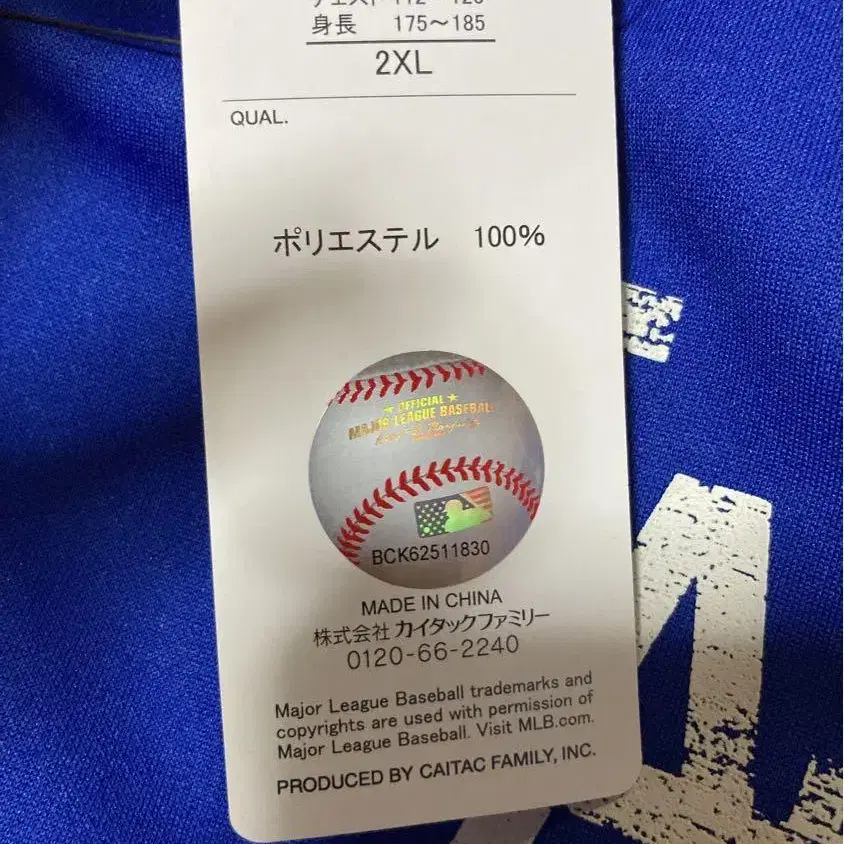 身長 175～185
2XL
QUAL.
ポリエステル 100%
★ OFFICIAL ★
MAJOR LEAGUE BASEBALL
BCK62511830
MADE IN CHINA
株式会社 カイタックファミリー
0120-66-2240
Major League Baseball trademarks and
copyrights are used with permission of
Major League Baseball. Visit MLB.com.
PRODUCED BY CAITAC FAMILY, INC.